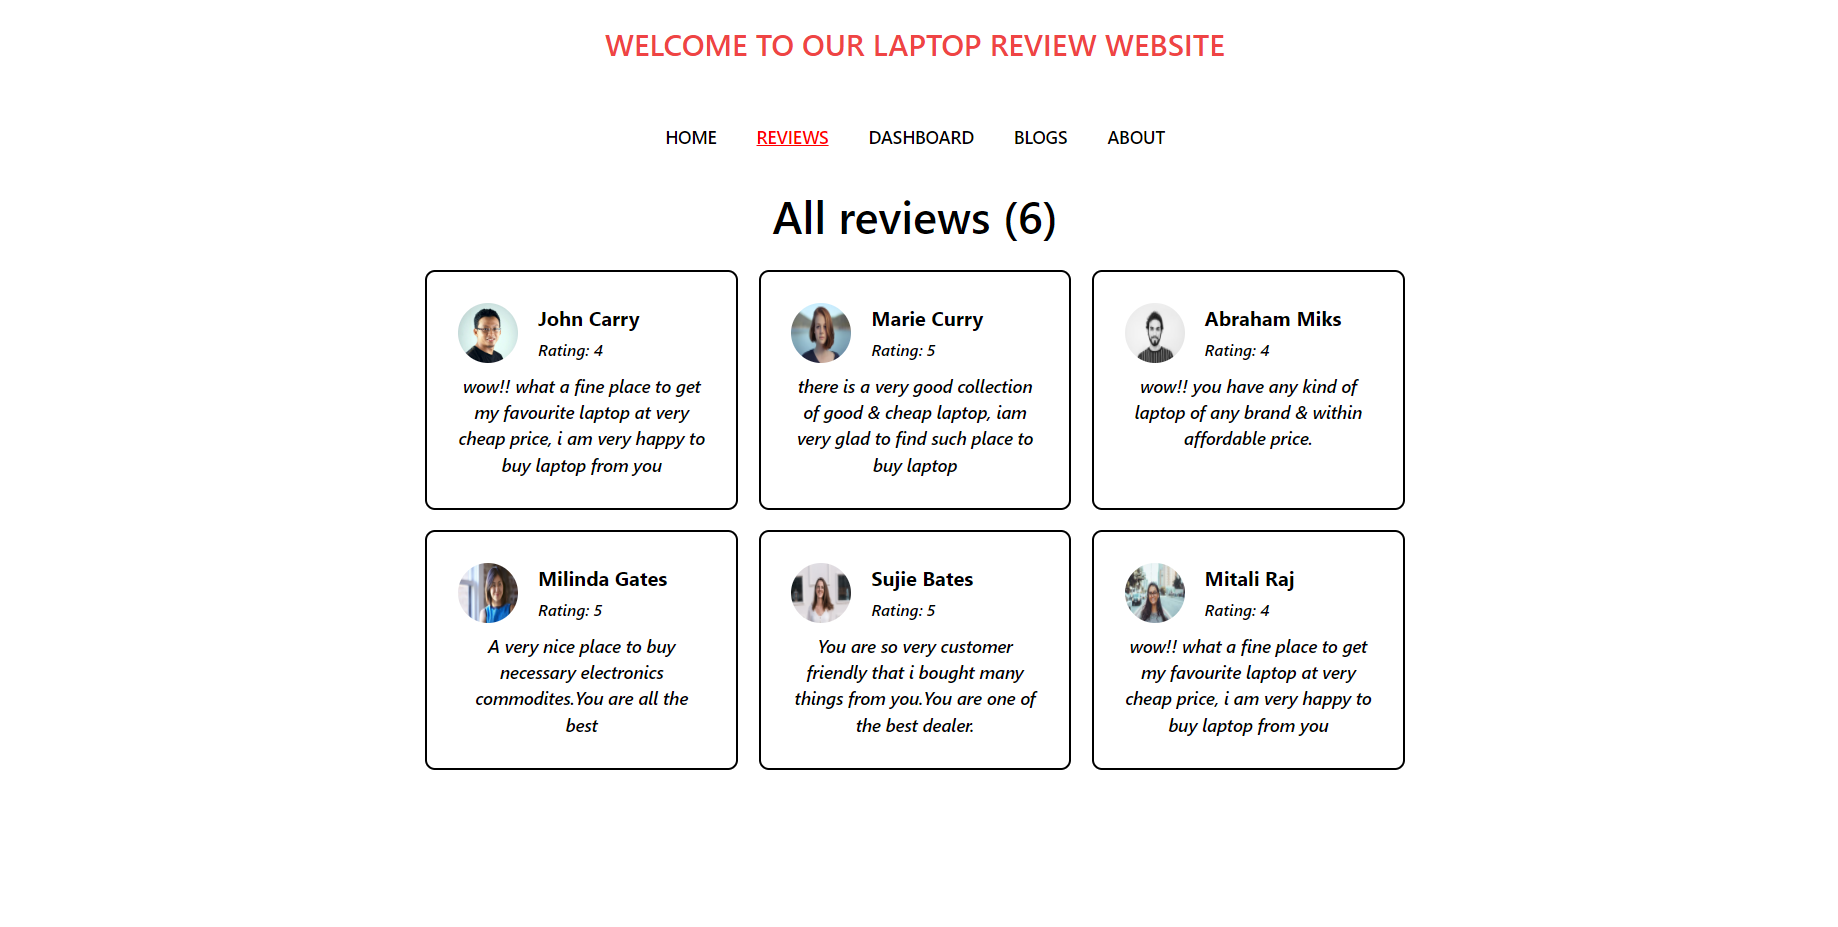 WELCOME TO OUR LAPTOP REVIEW WEBSITE
HOME REVIEWS DASHBOARD BLOGS ABOUT
All reviews (6)
John Carry
Rating: 4
wow!! what a fine place to get
my favourite laptop at very
cheap price, i am very happy to
buy laptop from you
Marie Curry
Rating: 5
there is a very good collection
of good & cheap laptop, iam
very glad to find such place to
buy laptop
Abraham Miks
Rating: 4
wow!! you have any kind of
laptop of any brand & within
affordable price.
Milinda Gates
Rating: 5
A very nice place to buy
necessary electronics
commodites.You are all the
best
Sujie Bates
Rating: 5
You are so very customer
friendly that i bought many
things from you.You are one of
the best dealer.
Mitali Raj
Rating: 4
wow!! what a fine place to get
my favourite laptop at very
cheap price, i am very happy to
buy laptop from you